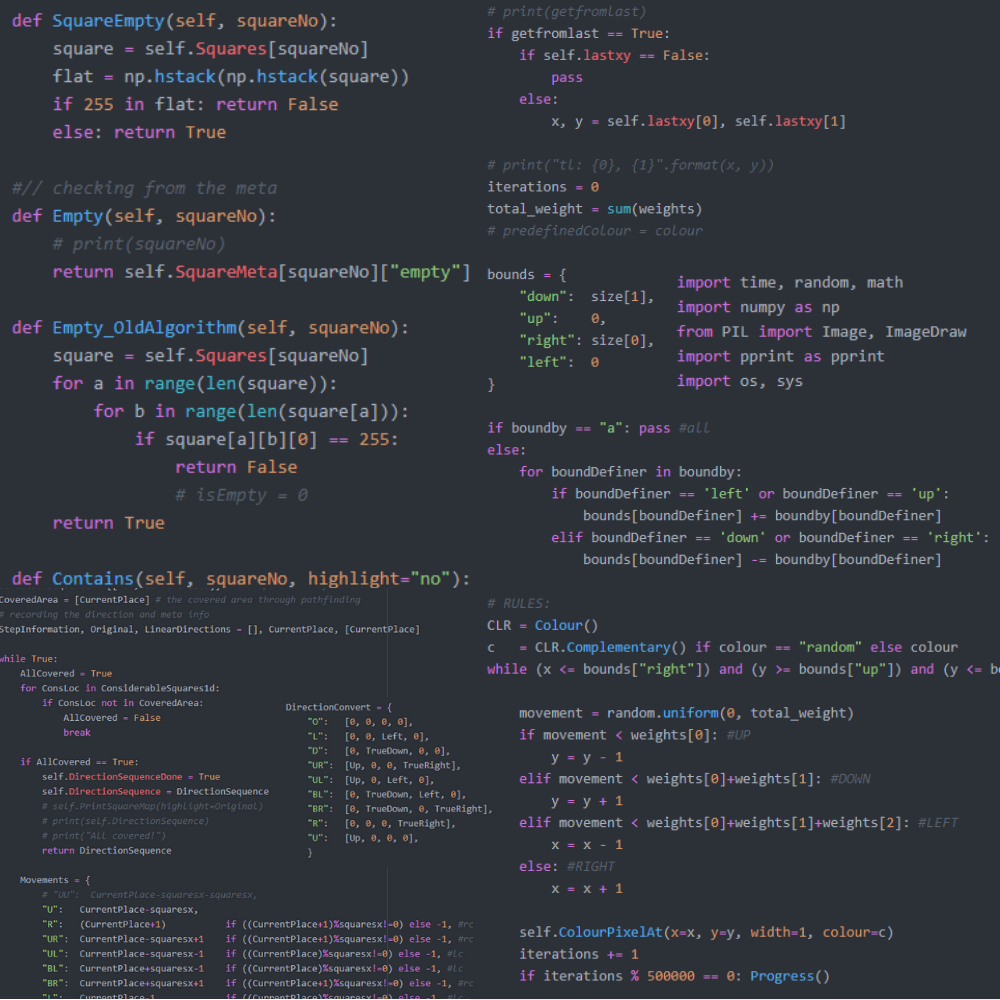 def SquareEmpty(self, squareNo):
    square = self.Squares[squareNo]
    flat = np.hstack(np.hstack(square))
    if 255 in flat: return False
    else: return True
#// checking from the meta
def Empty(self, squareNo):
    # print(squareNo)
    return self.SquareMeta[squareNo]["empty"]
def Empty_OldAlgorithm(self, squareNo):
    square = self.Squares[squareNo]
    for a in range(len(square)):
        for b in range(len(square[a])):
            if square[a][b][0] == 255:
                return False
                # isEmpty = 0
    return True
def Contains(self, squareNo, highlight="no"):
CoveredArea = [CurrentPlace] # the covered area through pathfinding
# recording the direction and meta info
StepInformation, Original, LinearDirections = [], CurrentPlace, [CurrentPlace]
while True:
    AllCovered = True
    for ConsLoc in ConsiderableSquares1d:
        if ConsLoc not in CoveredArea:
            AllCovered = False
            break
    if AllCovered == True:
        self.DirectionSequenceDone = True
        self.DirectionSequence = DirectionSequence
        # self.PrintSquareMap(highlight=Original)
        # print(self.DirectionSequence)
        # print("All covered!")
        return DirectionSequence
    Movements = {
        # "UU":  CurrentPlace-squaresx-squaresx,
        "U":   CurrentPlace-squaresx,
        "R":   (CurrentPlace+1)           if ((CurrentPlace+1)%squaresx!=0) else -1, #rc
        "UR":  CurrentPlace-squaresx+1    if ((CurrentPlace+1)%squaresx!=0) else -1, #rc
        "UL":  CurrentPlace-squaresx-1    if ((CurrentPlace)%squaresx!=0) else -1, #lc
        "BL":  CurrentPlace+squaresx-1    if ((CurrentPlace)%squaresx!=0) else -1, #lc
        "BR":  CurrentPlace+squaresx+1    if ((CurrentPlace+1)%squaresx!=0) else -1, #rc
        "L":   CurrentPlace-1             if ((CurrentPlace)%squaresx!=0) else -1, #lc
DirectionConvert = {
    "O":   [0, 0, 0, 0],
    "L":   [0, 0, Left, 0],
    "D":   [0, TrueDown, 0, 0],
    "UR":  [Up, 0, 0, TrueRight],
    "UL":  [Up, 0, Left, 0],
    "BL":  [0, TrueDown, Left, 0],
    "BR":  [0, TrueDown, 0, TrueRight],
    "R":   [0, 0, 0, TrueRight],
    "U":   [Up, 0, 0, 0],
    }
# print(getfromlast)
if getfromlast == True:
    if self.lastxy == False:
        pass
    else:
        x, y = self.lastxy[0], self.lastxy[1]
# print("tl: {0}, {1}".format(x, y))
iterations = 0
total_weight = sum(weights)
# predefinedColour = colour
bounds = {
    "down":  size[1],
    "up":    0,
    "right": size[0],
    "left":  0
}
import time, random, math
import numpy as np
from PIL import Image, ImageDraw
import pprint as pprint
import os, sys
if boundby == "a": pass #all
else:
    for boundDefiner in boundby:
        if boundDefiner == 'left' or boundDefiner == 'up':
            bounds[boundDefiner] += boundby[boundDefiner]
        elif boundDefiner == 'down' or boundDefiner == 'right':
            bounds[boundDefiner] -= boundby[boundDefiner]
# RULES:
CLR = Colour()
c   = CLR.Complementary() if colour == "random" else colour
while (x <= bounds["right"]) and (y >= bounds["up"]) and (y <= bo
    movement = random.uniform(0, total_weight)
    if movement < weights[0]: #UP
        y = y - 1
    elif movement < weights[0]+weights[1]: #DOWN
        y = y + 1
    elif movement < weights[0]+weights[1]+weights[2]: #LEFT
        x = x - 1
    else: #RIGHT
        x = x + 1
    self.ColourPixelAt(x=x, y=y, width=1, colour=c)
    iterations += 1
    if iterations % 500000 == 0: Progress()